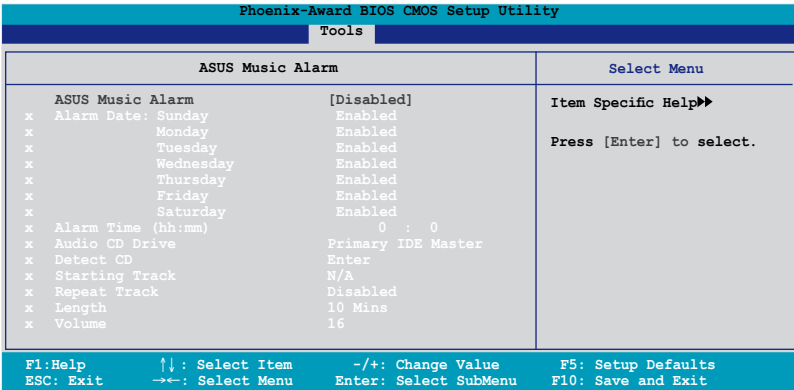 Phoenix-Award BIOS CMOS Setup Utility
Tools
ASUS Music Alarm
Select Menu
ASUS Music Alarm [Disabled]
x Alarm Date: Sunday Enabled
x Monday Enabled
x Tuesday Enabled
x Wednesday Enabled
x Thursday Enabled
x Friday Enabled
x Saturday Enabled
x Alarm Time (hh:mm) 0 : 0
x Audio CD Drive Primary IDE Master
x Detect CD Enter
x Starting Track N/A
x Repeat Track Disabled
x Length 10 Mins
x Volume 16
Item Specific Help▶▶
Press [Enter] to select.
F1:Help ↑↓: Select Item -/+: Change Value F5: Setup Defaults
ESC: Exit →←: Select Menu Enter: Select SubMenu F10: Save and Exit